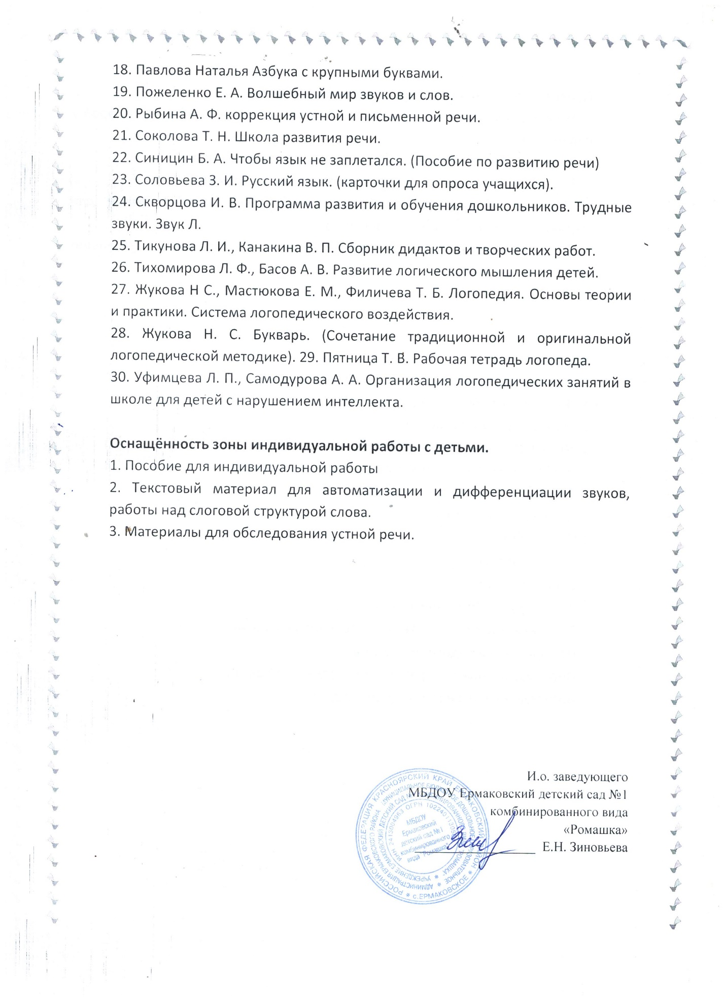 18. Павлова Наталья Азбука с крупными буквами.
19. Пожеленко Е. А. Волшебный мир звуков и слов.
20. Рыбина А. Ф. коррекция устной и письменной речи.
21. Соколова Т. Н. Школа развития речи.
22. Синицин Б. А. Чтобы язык не заплетался. (Пособие по развитию речи)
23. Соловьева З. И. Русский язык. (карточки для опроса учащихся).
24. Скворцова И. В. Программа развития и обучения дошкольников. Трудные
звуки. Звук Л.
25. Тикунова Л. И., Канакина В. П. Сборник дидактов и творческих работ.
26. Тихомирова Л. Ф., Басов А. В. Развитие логического мышления детей.
27. Жукова Н С., Мастюкова Е. М., Филичева Т. Б. Логопедия. Основы теории
и практики. Система логопедического воздействия.
28. Жукова Н. С. Букварь. (Сочетание традиционной и оригинальной
логопедической методике). 29. Пятница Т. В. Рабочая тетрадь логопеда.
30. Уфимцева Л. П., Самодурова А. А. Организация логопедических занятий в
школе для детей с нарушением интеллекта.
Оснащённость зоны индивидуальной работы с детьми.
1. Пособие для индивидуальной работы
2. Текстовый материал для автоматизации и дифференциации звуков,
работы над слоговой структурой слова.
3. Материалы для обследования устной речи.
И.о. заведующего
МБДОУ Ермаковский детский сад №1
комбинированного вида
«Ромашка»
Е.Н. Зиновьева
РОССИЙСКАЯ ФЕДЕРАЦИЯ КРАСНОЯРСКИЙ КРАЙ ЕРМАКОВСКИЙ РАЙОН * с.ЕРМАКОВСКОЕ *
МБДОУ
Ермаковский
детский сад №1
комбинированного
вида "Ромашка"